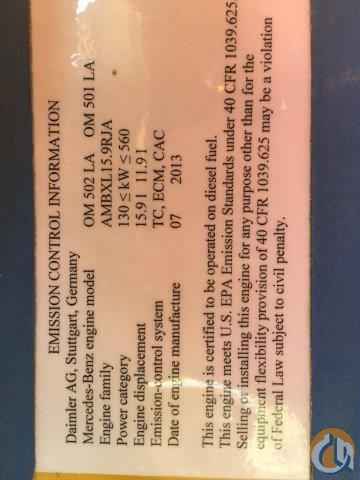 EMISSION CONTROL INFORMATION
Daimler AG, Stuttgart, Germany
Mercedes-Benz engine model OM 502 LA OM 501 LA
Engine family AMBXL15.9RJA
Power category 130 ≤ kW ≤ 560
Engine displacement 15.9 l 11.9 l
Emission-control system TC, ECM, CAC
Date of engine manufacture 07 2013
This engine is certified to be operated on diesel fuel.
This engine meets U.S. EPA Emission Standards under 40 CFR 1039.625.
Selling or installing this engine for any purpose other than for the
equipment flexibility provision of 40 CFR 1039.625 may be a violation
of Federal Law subject to civil penalty.